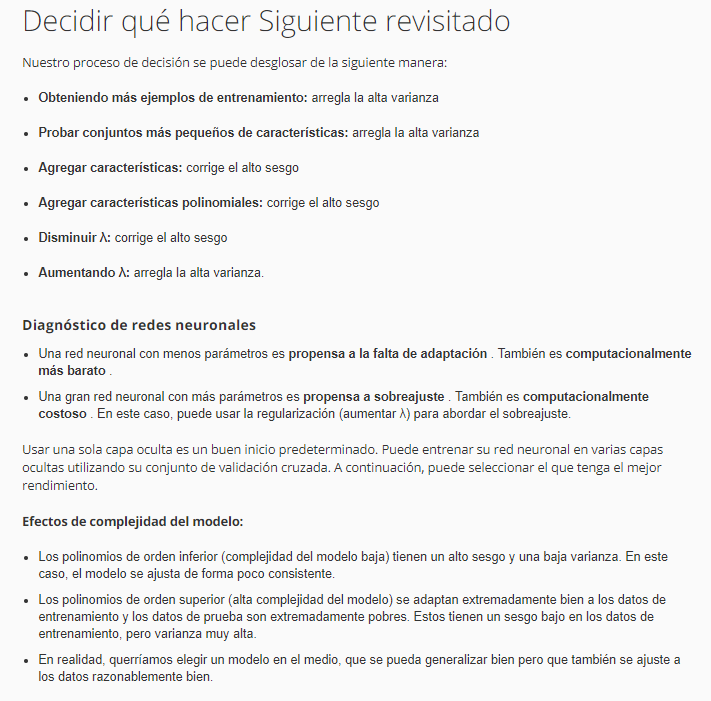 Decidir qué hacer Siguiente revisitado
Nuestro proceso de decisión se puede desglosar de la siguiente manera:
• Obteniendo más ejemplos de entrenamiento: arregla la alta varianza
• Probar conjuntos más pequeños de características: arregla la alta varianza
• Agregar características: corrige el alto sesgo
• Agregar características polinomiales: corrige el alto sesgo
• Disminuir λ: corrige el alto sesgo
• Aumentando λ: arregla la alta varianza.
Diagnóstico de redes neuronales
• Una red neuronal con menos parámetros es propensa a la falta de adaptación . También es computacionalmente
más barato .
• Una gran red neuronal con más parámetros es propensa a sobreajuste . También es computacionalmente
costoso . En este caso, puede usar la regularización (aumentar λ) para abordar el sobreajuste.
Usar una sola capa oculta es un buen inicio predeterminado. Puede entrenar su red neuronal en varias capas
ocultas utilizando su conjunto de validación cruzada. A continuación, puede seleccionar el que tenga el mejor
rendimiento.
Efectos de complejidad del modelo:
• Los polinomios de orden inferior (complejidad del modelo baja) tienen un alto sesgo y una baja varianza. En este
caso, el modelo se ajusta de forma poco consistente.
• Los polinomios de orden superior (alta complejidad del modelo) se adaptan extremadamente bien a los datos de
entrenamiento y los datos de prueba son extremadamente pobres. Estos tienen un sesgo bajo en los datos de
entrenamiento, pero varianza muy alta.
• En realidad, querríamos elegir un modelo en el medio, que se pueda generalizar bien pero que también se ajuste a
los datos razonablemente bien.